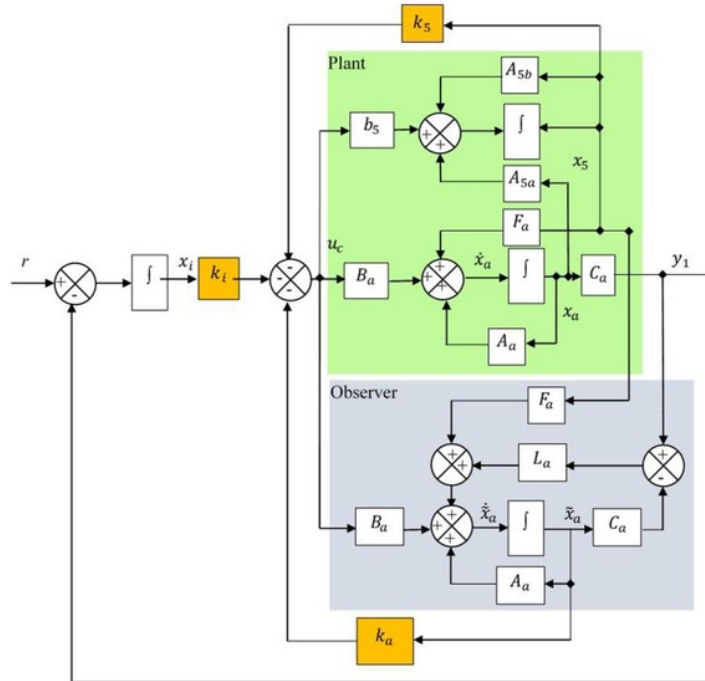 k₅
Plant
A₅b
b₅
∫
+ + +
x₅
A₅a
Fₐ
r
xᵢ
u_c
ẋₐ
y₁
+ -
∫
kᵢ
- - -
Bₐ
+ + +
∫
Cₐ
xₐ
Aₐ
Observer
Fₐ
+ +
Lₐ
+ -
Bₐ
+ + +
x̃̇ₐ
∫
x̃ₐ
Cₐ
Aₐ
kₐ